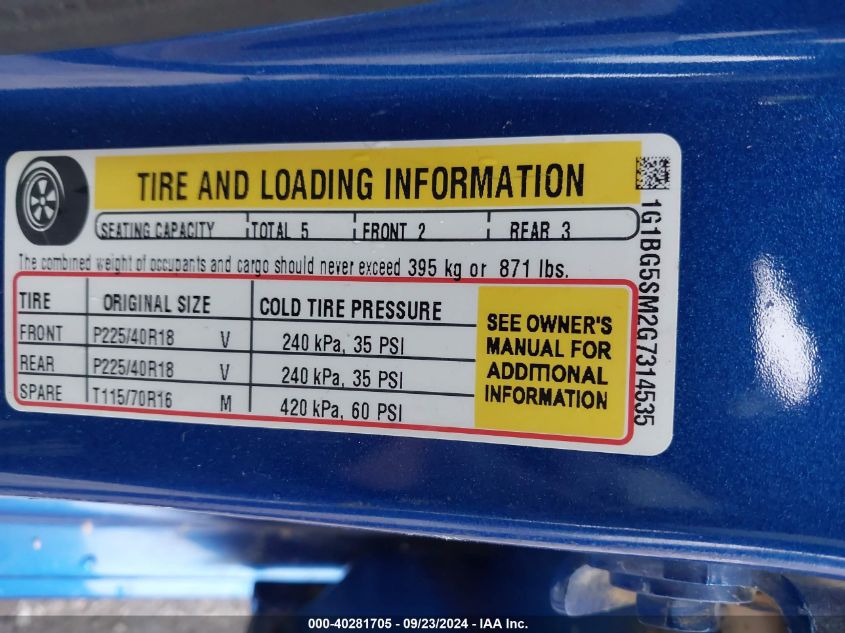 TIRE AND LOADING INFORMATION
SEATING CAPACITY TOTAL 5 FRONT 2 REAR 3
The combined weight of occupants and cargo should never exceed 395 kg or 871 lbs.
TIRE ORIGINAL SIZE COLD TIRE PRESSURE
FRONT P225/40R18 V 240 kPa, 35 PSI
REAR P225/40R18 V 240 kPa, 35 PSI
SPARE T115/70R16 M 420 kPa, 60 PSI
SEE OWNER'S
MANUAL FOR
ADDITIONAL
INFORMATION
1G1BG5SM2G7314535
000-40281705 - 09/23/2024 - IAA Inc.